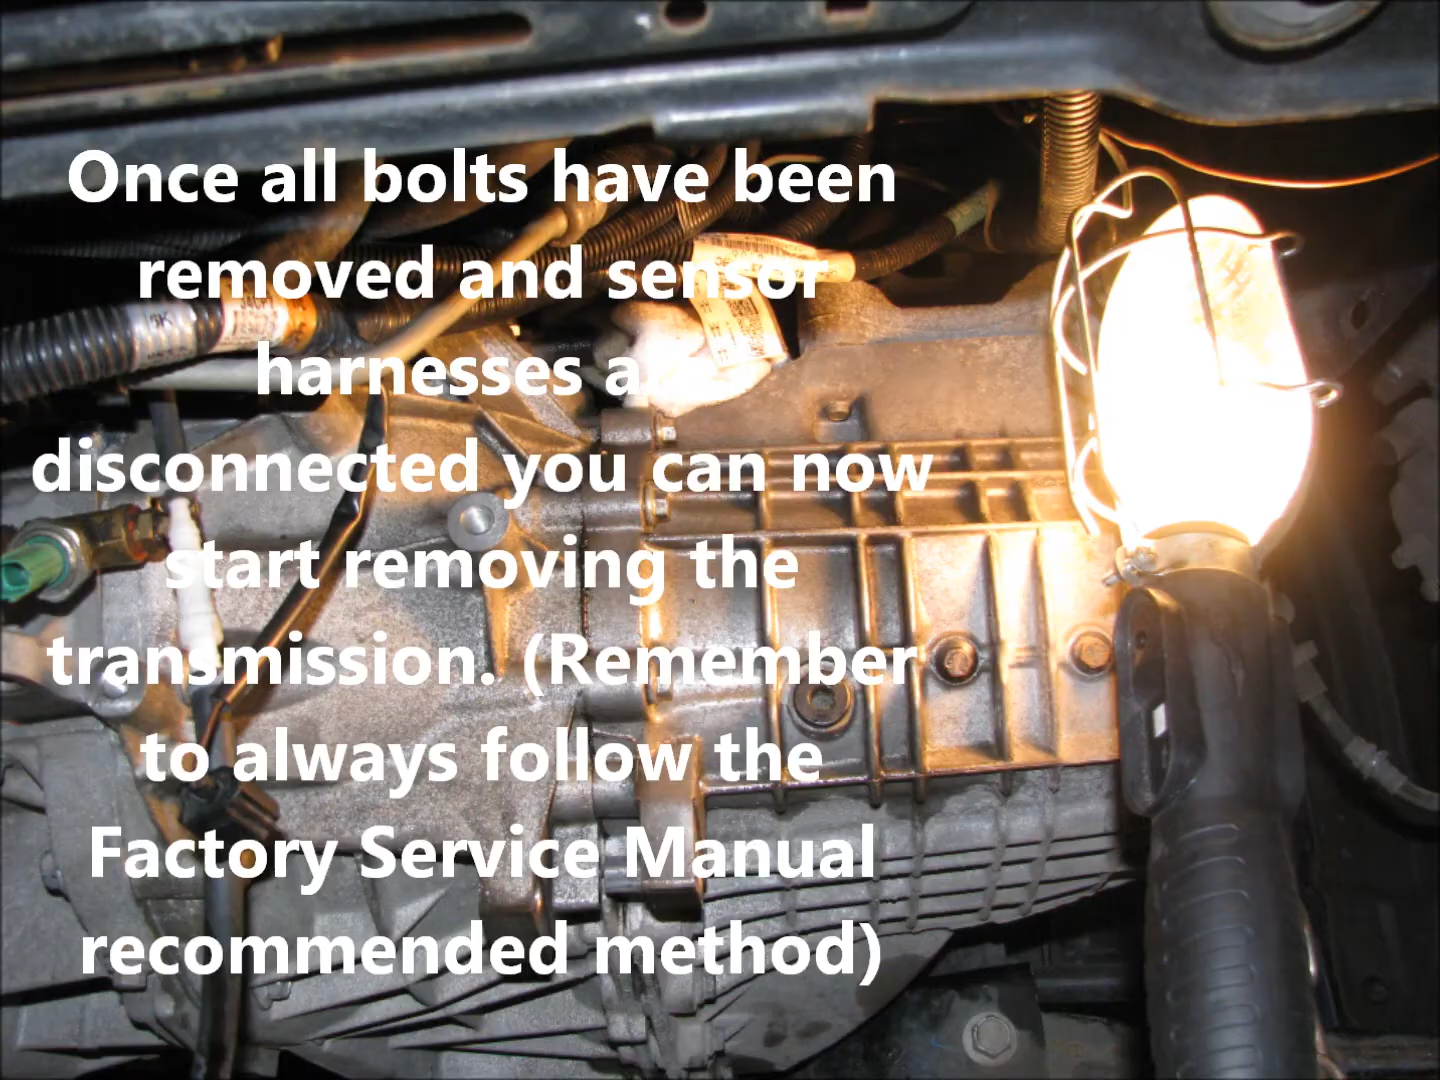 Once all bolts have been
removed and sensor
harnesses are
disconnected you can now
start removing the
transmission. (Remember
to always follow the
Factory Service Manual
recommended method)